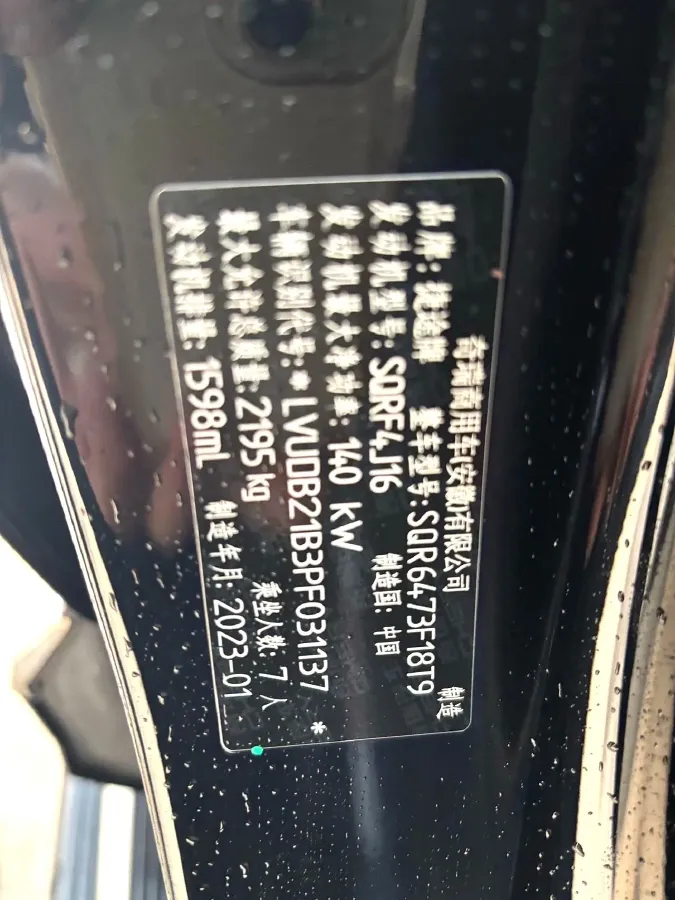 奇瑞商用车(安徽)有限公司 制造
品牌: 捷途牌 整车型号:SQR6473F18T9
发动机型号: SQRF4J16 制造国: 中国
发动机最大净功率: 140 kW
车辆识别代号:*LVUDB21B3PF031137*
最大允许总质量: 2195 kg 乘坐人数: 7 人
发动机排量: 1598mL 制造年月: 2023-01